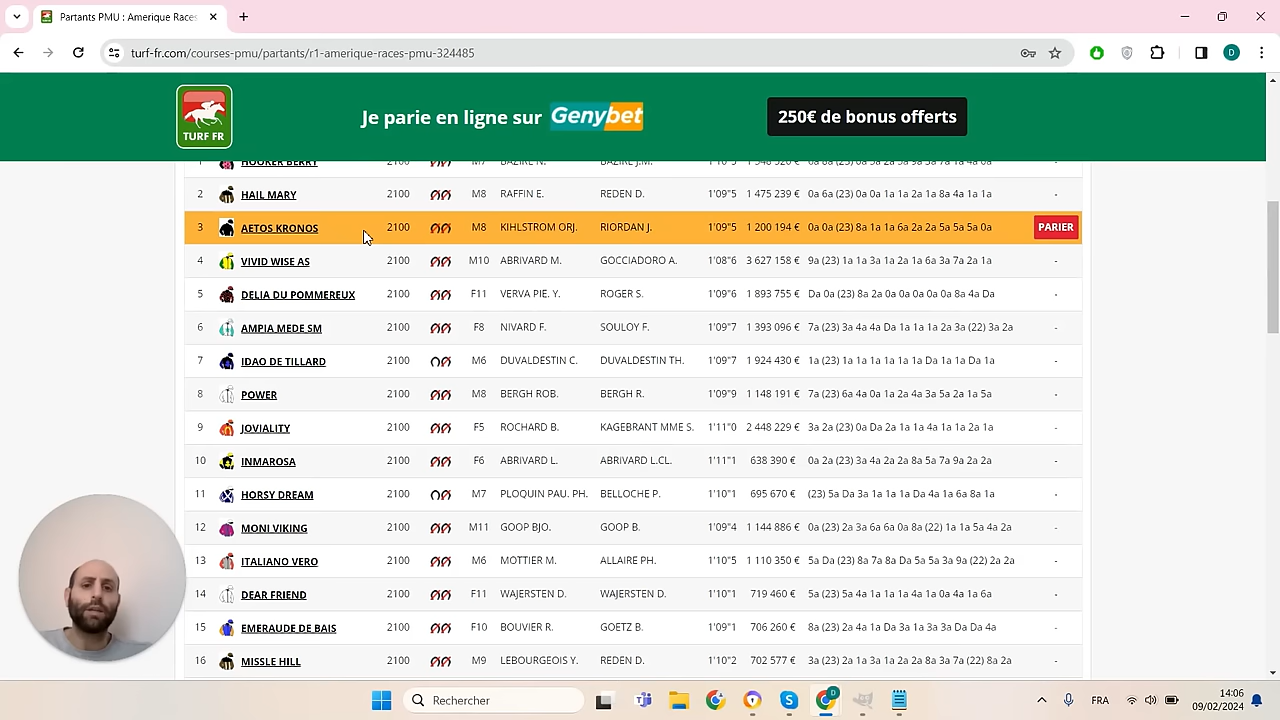 Partants PMU : Amerique Races
turf-fr.com/courses-pmu/partants/r1-amerique-races-pmu-324485
D
TURF FR
Je parie en ligne sur Genybet
250€ de bonus offerts
1 HOOKER BERRY 2100 M7 BAZIRE N. BAZIRE J.M.
2 HAIL MARY 2100 M8 RAFFIN E. REDEN D. 1'09"5 1 475 239 € 0a 6a (23) 0a 0a 1a 1a 2a 1a 8a 4a 1a 1a
3 AETOS KRONOS 2100 M8 KIHLSTROM ORJ. RIORDAN J. 1'09"5 1 200 194 € 0a 0a (23) 8a 1a 1a 6a 2a 2a 5a 5a 5a 0a PARIER
4 VIVID WISE AS 2100 M10 ABRIVARD M. GOCCIADORO A. 1'08"6 3 627 158 € 9a (23) 1a 1a 3a 1a 2a 1a 6a 3a 7a 2a 1a -
5 DELIA DU POMMEREUX 2100 F11 VERVA PIE. Y. ROGER S. 1'09"6 1 893 755 € Da 0a (23) 8a 2a 0a 0a 0a 0a 0a 8a 4a Da -
6 AMPIA MEDE SM 2100 F8 NIVARD F. SOULOY F. 1'09"7 1 393 096 € 7a (23) 3a 4a 4a Da 1a 1a 1a 2a 3a (22) 3a 2a -
7 IDAO DE TILLARD 2100 M6 DUVALDESTIN C. DUVALDESTIN TH. 1'09"7 1 924 430 € 1a (23) 1a 1a 1a 1a 1a 1a Da 1a 1a Da 1a -
8 POWER 2100 M8 BERGH ROB. BERGH R. 1'09"9 1 148 191 € 7a (23) 6a 4a 0a 1a 2a 4a 3a 5a 2a 1a 5a -
9 JOVIALITY 2100 F5 ROCHARD B. KAGEBRANT MME S. 1'11"0 2 448 229 € 3a 2a (23) 0a Da 2a 1a 1a 4a 1a 1a 2a 1a -
10 INMAROSA 2100 F6 ABRIVARD L. ABRIVARD L.CL. 1'11"1 638 390 € 0a 2a (23) 3a 4a 2a 2a 8a 5a 7a 9a 2a 2a -
11 HORSY DREAM 2100 M7 PLOQUIN PAU. PH. BELLOCHE P. 1'10"1 695 670 € (23) 5a Da 3a 1a 1a 1a Da 4a 1a 6a 8a 1a -
12 MONI VIKING 2100 M11 GOOP BJO. GOOP B. 1'09"4 1 144 886 € 0a (23) 2a 3a 6a 6a 0a 8a (22) 1a 1a 5a 4a 2a -
13 ITALIANO VERO 2100 M6 MOTTIER M. ALLAIRE PH. 1'10"5 1 110 350 € 5a Da (23) 8a 7a 8a Da 5a 5a 3a 9a (22) 2a 2a -
14 DEAR FRIEND 2100 F11 WAJERSTEN D. WAJERSTEN D. 1'10"1 719 460 € 5a (23) 5a 4a 1a 1a 1a 4a 1a 0a 4a 1a 6a -
15 EMERAUDE DE BAIS 2100 F10 BOUVIER R. GOETZ B. 1'09"1 706 260 € 8a (23) 2a 4a 1a Da 3a 1a 3a 3a Da Da 4a -
16 MISSLE HILL 2100 M9 LEBOURGEOIS Y. REDEN D. 1'10"2 702 577 € 3a (23) 2a 1a 3a 1a 2a 2a 8a 3a 7a (22) 8a 2a -
Rechercher
D
FRA
14:06
09/02/2024